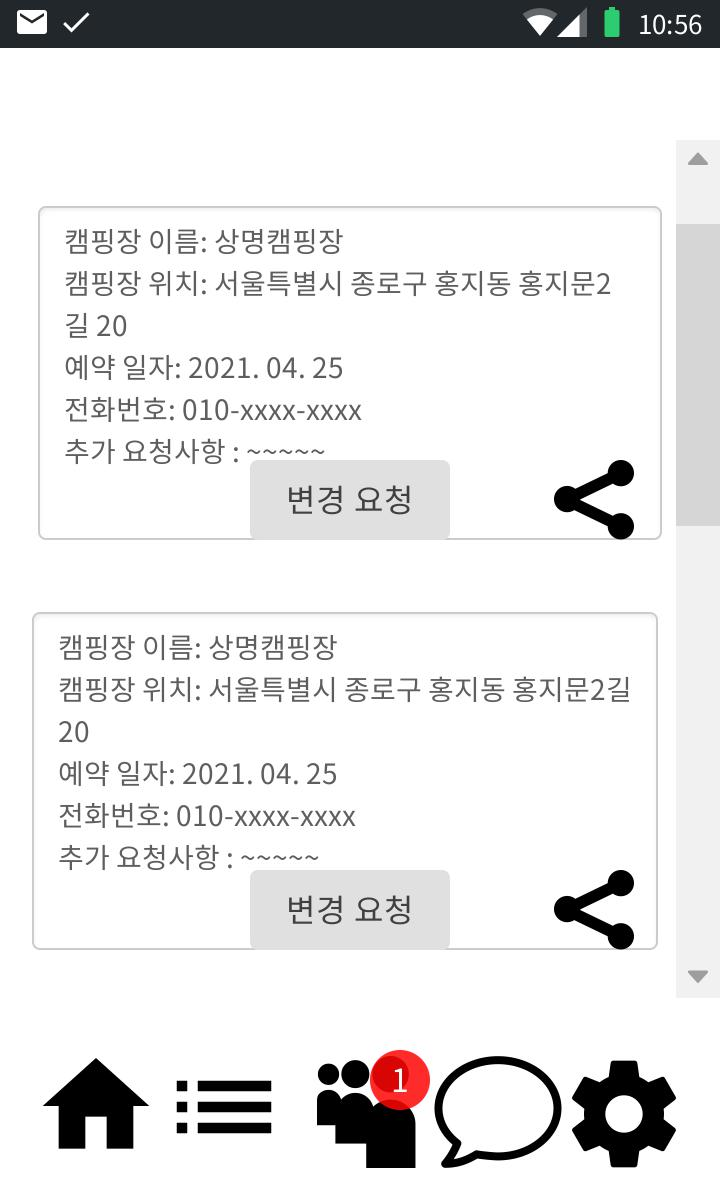 10:56
캠핑장 이름: 상명캠핑장
캠핑장 위치: 서울특별시 종로구 홍지동 홍지문2
길 20
예약 일자: 2021. 04. 25
전화번호: 010-xxxx-xxxx
추가 요청사항 : ~~~~~
변경 요청
캠핑장 이름: 상명캠핑장
캠핑장 위치: 서울특별시 종로구 홍지동 홍지문2길
20
예약 일자: 2021. 04. 25
전화번호: 010-xxxx-xxxx
추가 요청사항 : ~~~~~
변경 요청
1